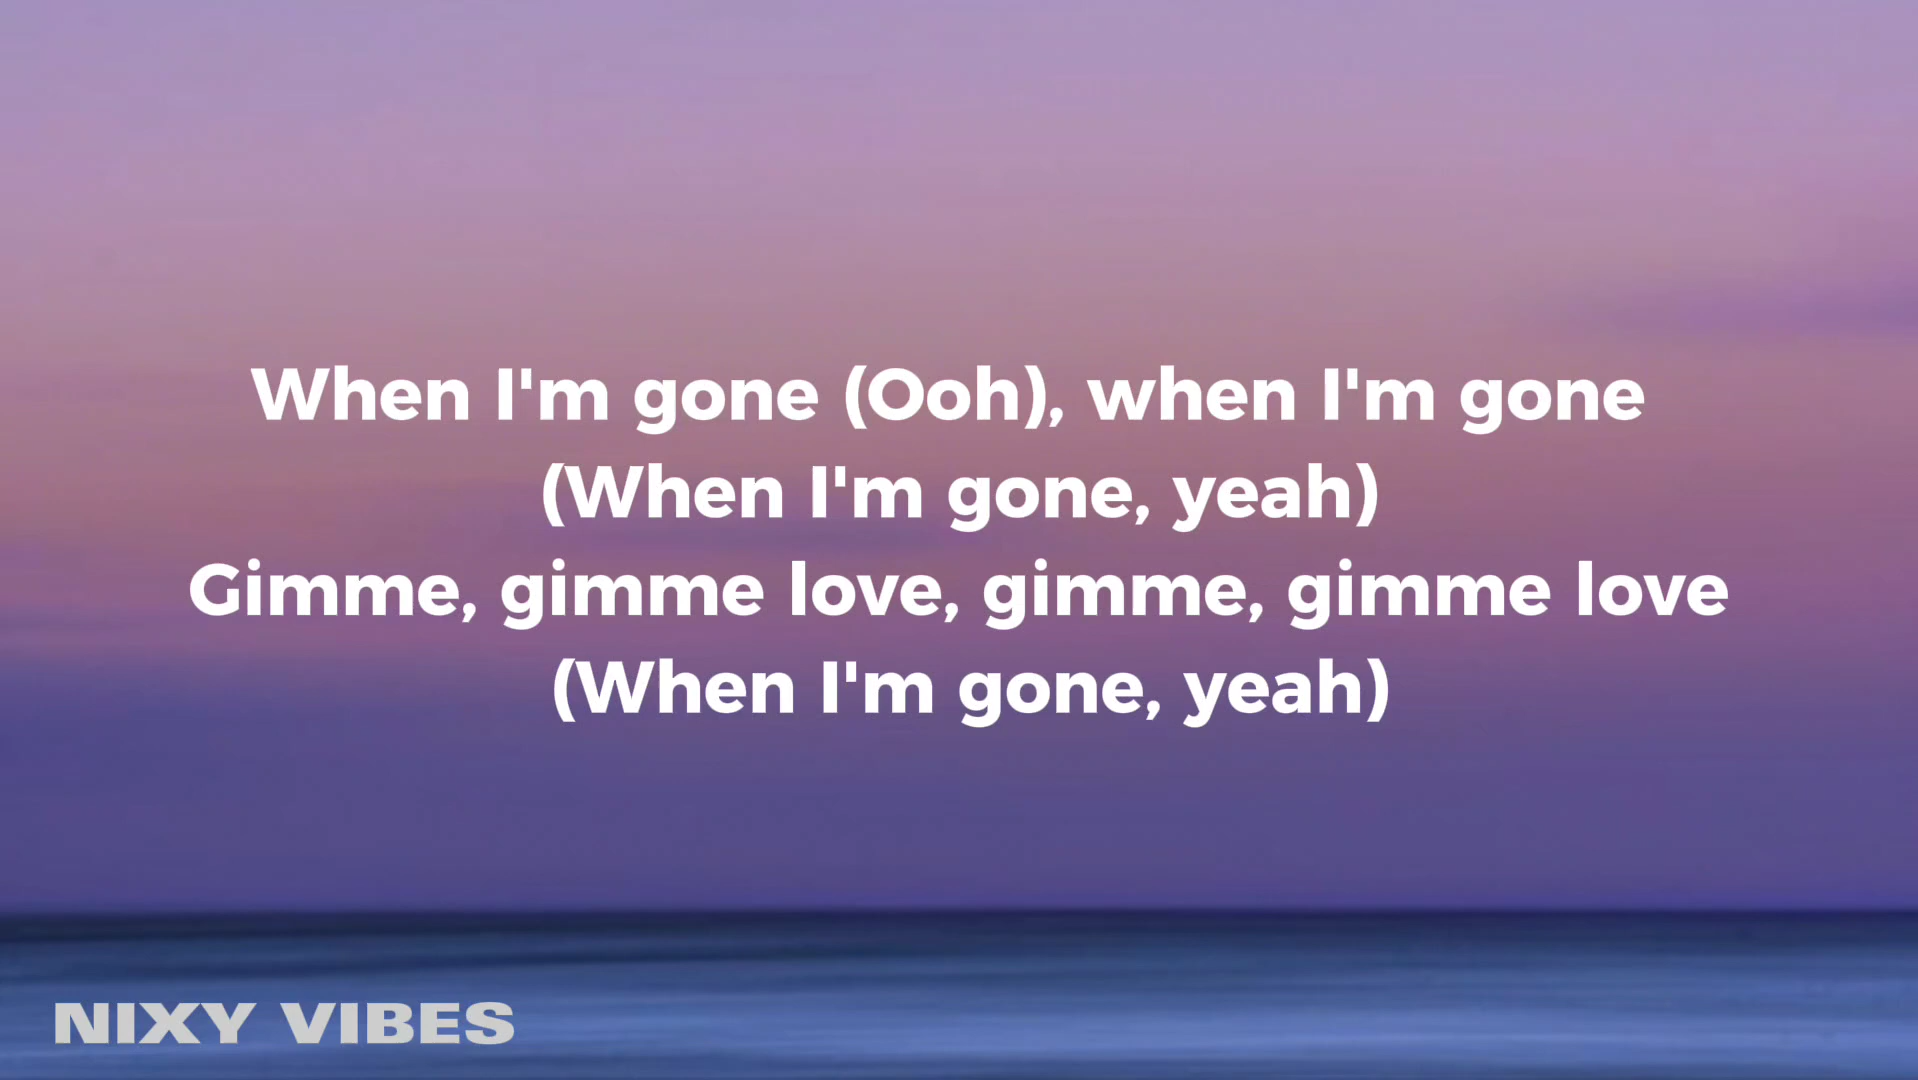 When I'm gone (Ooh), when I'm gone
(When I'm gone, yeah)
Gimme, gimme love, gimme, gimme love
(When I'm gone, yeah)
NIXY VIBES